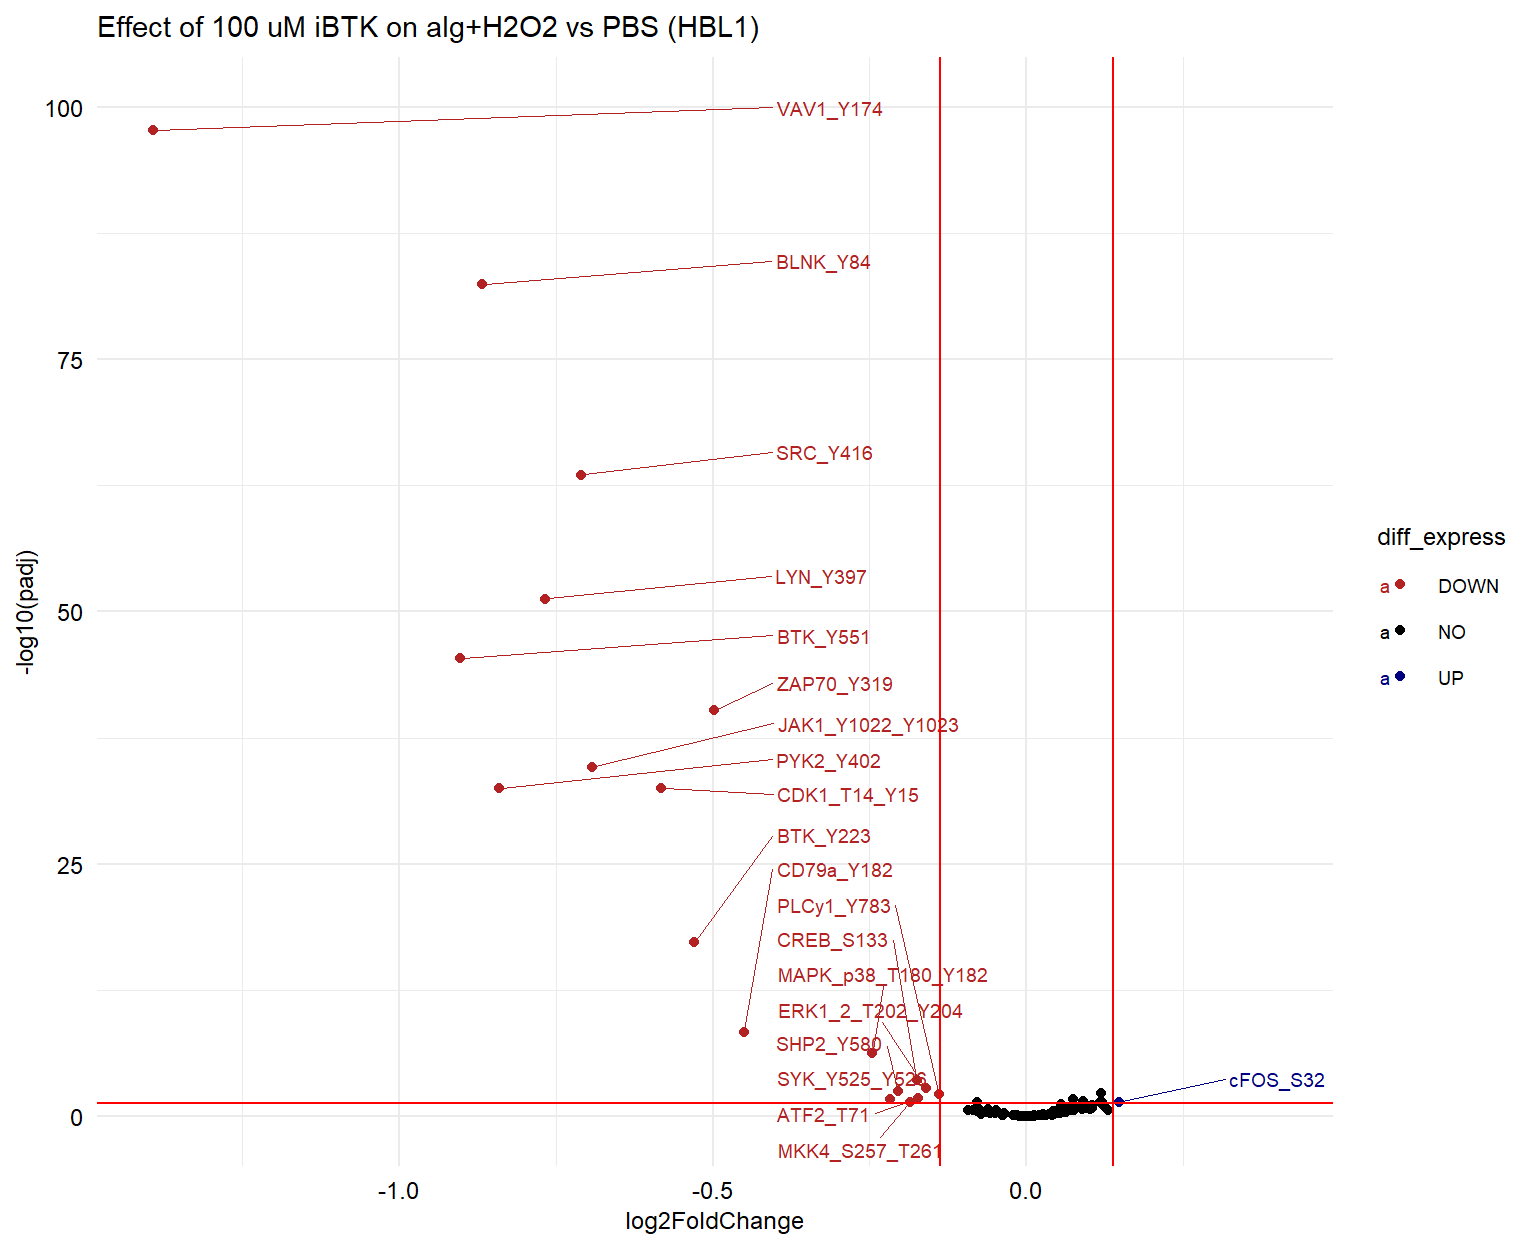 Effect of 100 uM iBTK on alg+H2O2 vs PBS (HBL1)
100
75
50
25
0
-log10(padj)
VAV1_Y174
BLNK_Y84
SRC_Y416
LYN_Y397
BTK_Y551
ZAP70_Y319
JAK1_Y1022_Y1023
PYK2_Y402
CDK1_T14_Y15
BTK_Y223
CD79a_Y182
PLCy1_Y783
CREB_S133
MAPK_p38_T180_Y182
ERK1_2_T202_Y204
SHP2_Y580
SYK_Y525_Y526
cFOS_S32
ATF2_T71
MKK4_S257_T261
-1.0
-0.5
0.0
log2FoldChange
diff_express
a DOWN
a NO
a UP